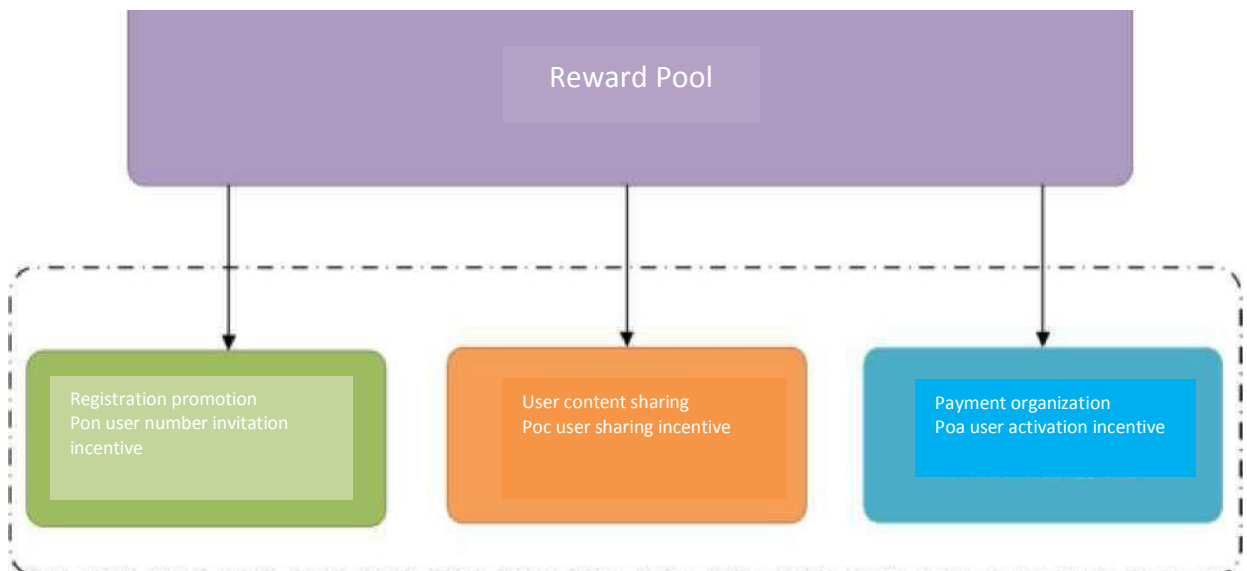 Reward Pool
Registration promotion
Pon user number invitation
incentive
User content sharing
Poc user sharing incentive
Payment organization
Poa user activation incentive